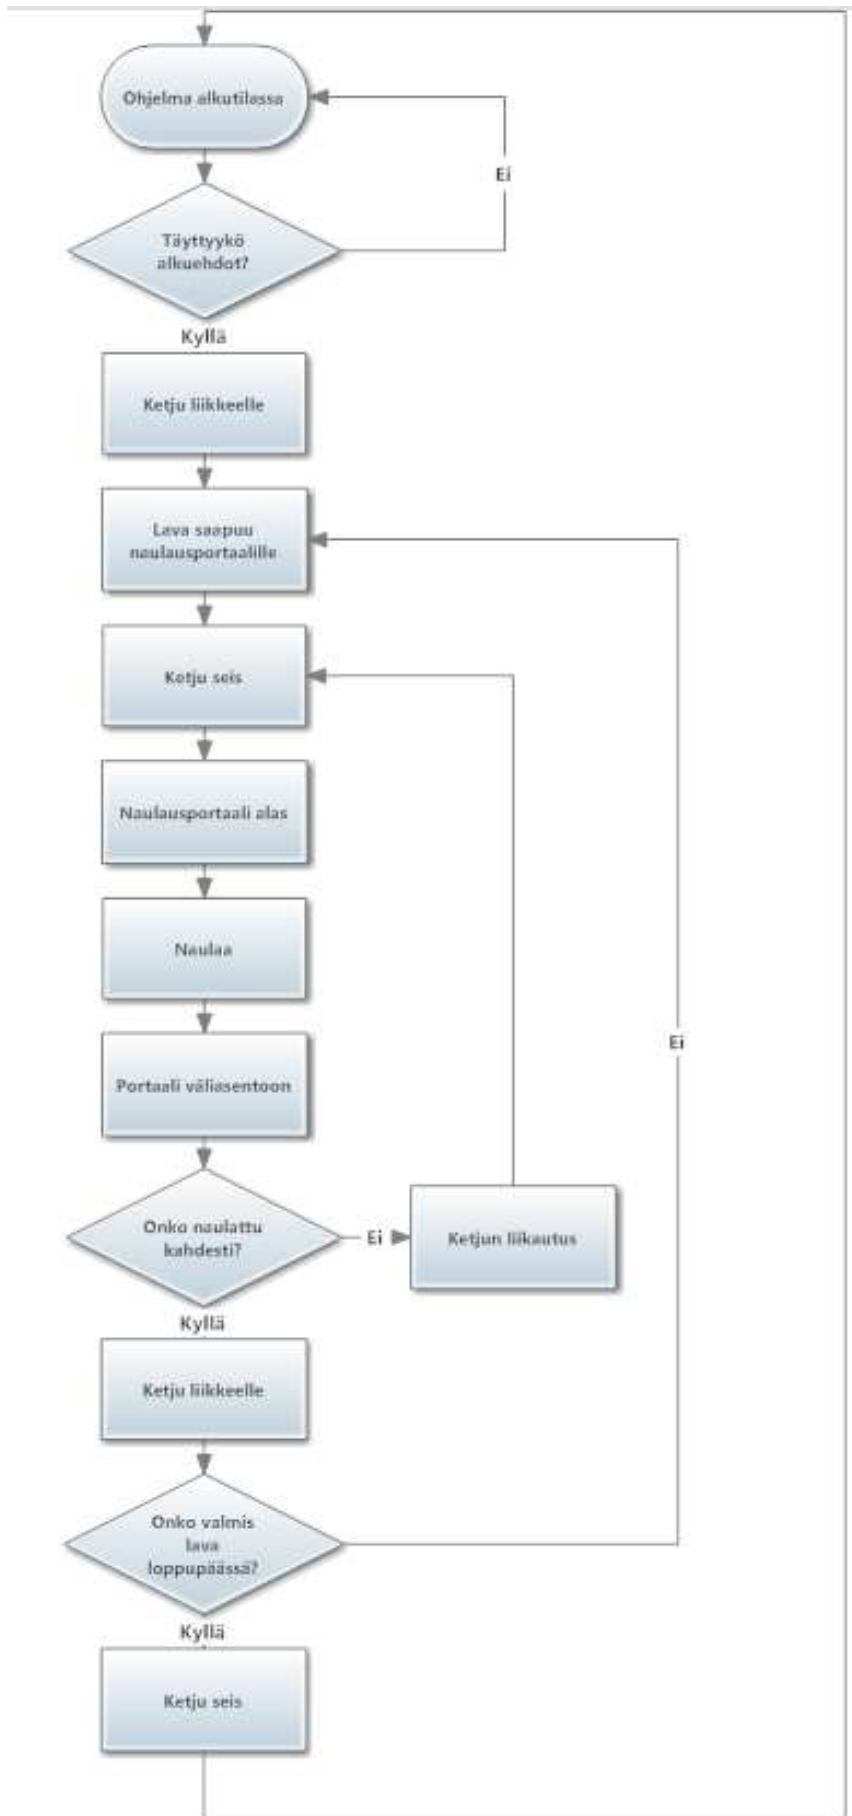 Ohjelma alkutilassa
Ei
Täyttyykö
alkuehdot?
Kyllä
Ketju liikkeelle
Lava saapuu
naulausportaalille
Ketju seis
Naulausportaali alas
Naulaa
Ei
Portaali väliasentoon
Onko naulattu
kahdesti?
Ei
Ketjun liikautus
Kyllä
Ketju liikkeelle
Onko valmis
lava
loppupäässä?
Kyllä
Ketju seis